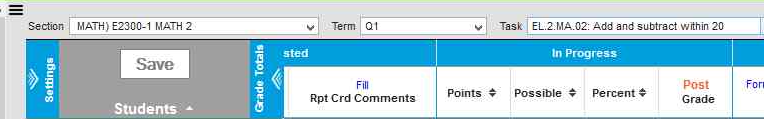 Section MATH) E2300-1 MATH 2 Term Q1 Task EL.2.MA.02: Add and subtract within 20
Settings
Save
Students
Grade Totals
sted
Fill
Rpt Crd Comments
In Progress
Points
Possible
Percent
Post
Grade
For